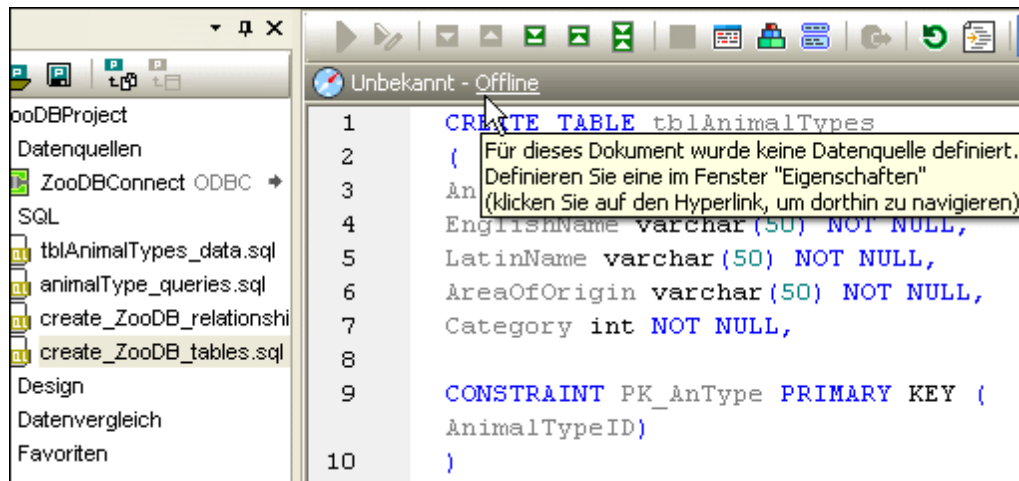 ooDBProject
Datenquellen
ZooDBConnect ODBC
SQL
tblAnimalTypes_data.sql
animalType_queries.sql
create_ZooDB_relationshi
create_ZooDB_tables.sql
Design
Datenvergleich
Favoriten
Unbekannt - Offline
1 CREATE TABLE tblAnimalTypes
2 (
Für dieses Dokument wurde keine Datenquelle definiert.
Definieren Sie eine im Fenster "Eigenschaften"
(klicken Sie auf den Hyperlink, um dorthin zu navigieren)
3 An
4 EnglishName varchar(50) NOT NULL,
5 LatinName varchar(50) NOT NULL,
6 AreaOfOrigin varchar(50) NOT NULL,
7 Category int NOT NULL,
8
9 CONSTRAINT PK_AnType PRIMARY KEY (
AnimalTypeID)
10 )